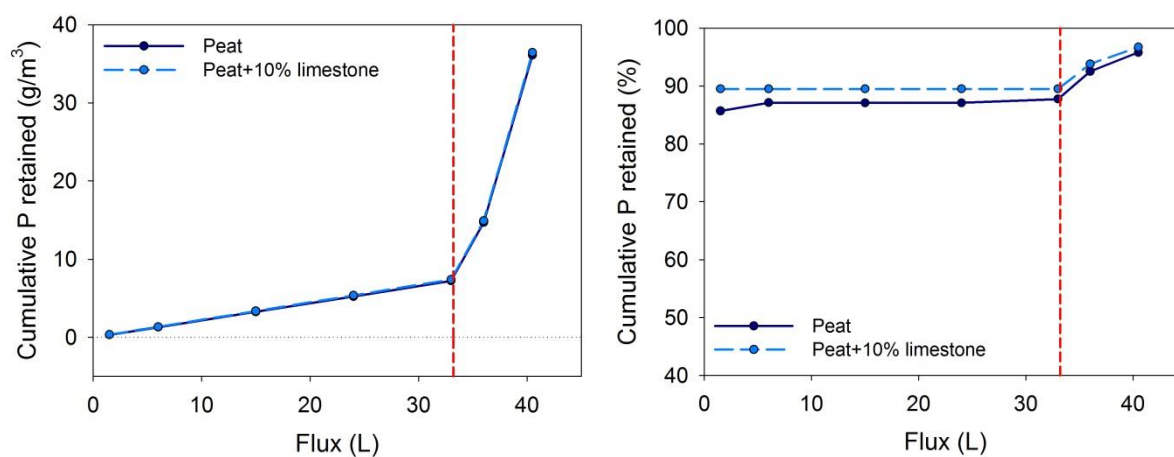 Cumulative P retained (g/m³)
40
30
20
10
0
Peat
Peat+10% limestone
0 10 20 30 40
Flux (L)
Cumulative P retained (%)
100
90
80
70
60
50
40
Peat
Peat+10% limestone
0 10 20 30 40
Flux (L)